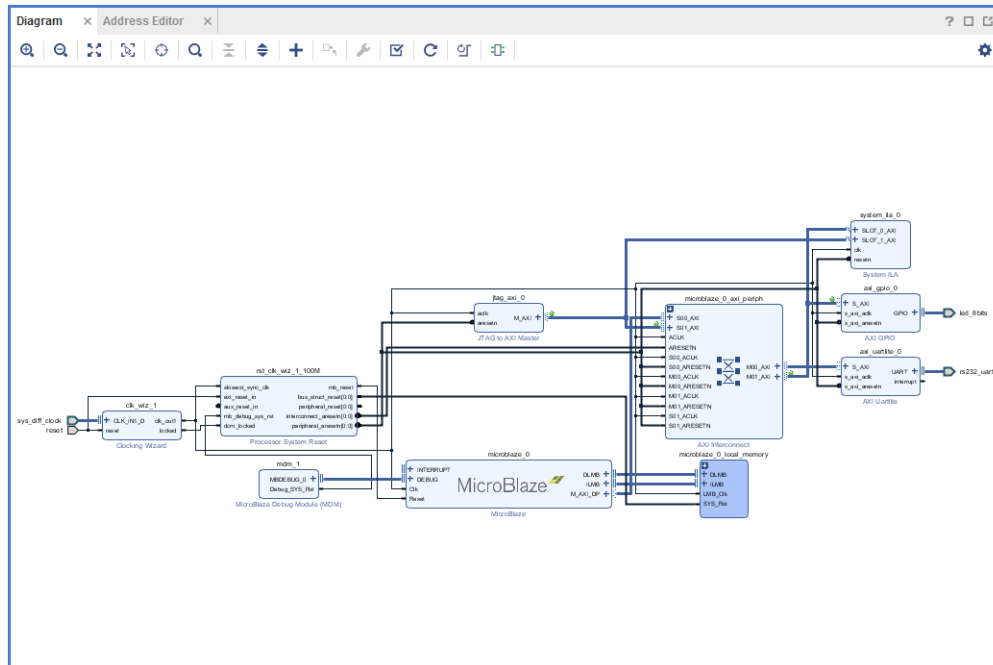 Diagram
Address Editor
system_ila_0
SLOT_0_AXI
SLOT_1_AXI
clk
resetn
System ILA
jtag_axi_0
aclk
aresetn
M_AXI
JTAG to AXI Master
microblaze_0_axi_periph
S00_AXI
S01_AXI
ACLK
ARESETN
S00_ACLK
S00_ARESETN
M00_ACLK
M00_ARESETN
M01_ACLK
M01_ARESETN
S01_ACLK
S01_ARESETN
M00_AXI
M01_AXI
AXI Interconnect
axi_gpio_0
S_AXI
s_axi_aclk
s_axi_aresetn
GPIO
AXI GPIO
led_8bits
axi_uartlite_0
S_AXI
s_axi_aclk
s_axi_aresetn
UART
interrupt
AXI Uartlite
rs232_uart
rst_clk_wiz_1_100M
slowest_sync_clk
ext_reset_in
aux_reset_in
mb_debug_sys_rst
dcm_locked
mb_reset
bus_struct_reset[0:0]
peripheral_reset[0:0]
interconnect_aresetn[0:0]
peripheral_aresetn[0:0]
Processor System Reset
sys_diff_clock
reset
clk_wiz_1
CLK_IN1_D
reset
clk_out1
locked
Clocking Wizard
mdm_1
MBDEBUG_0
Debug_SYS_Rst
MicroBlaze Debug Module (MDM)
microblaze_0
INTERRUPT
DEBUG
Clk
Reset
MicroBlaze
DLMB
ILMB
M_AXI_DP
MicroBlaze
microblaze_0_local_memory
DLMB
ILMB
LMB_Clk
SYS_Rst